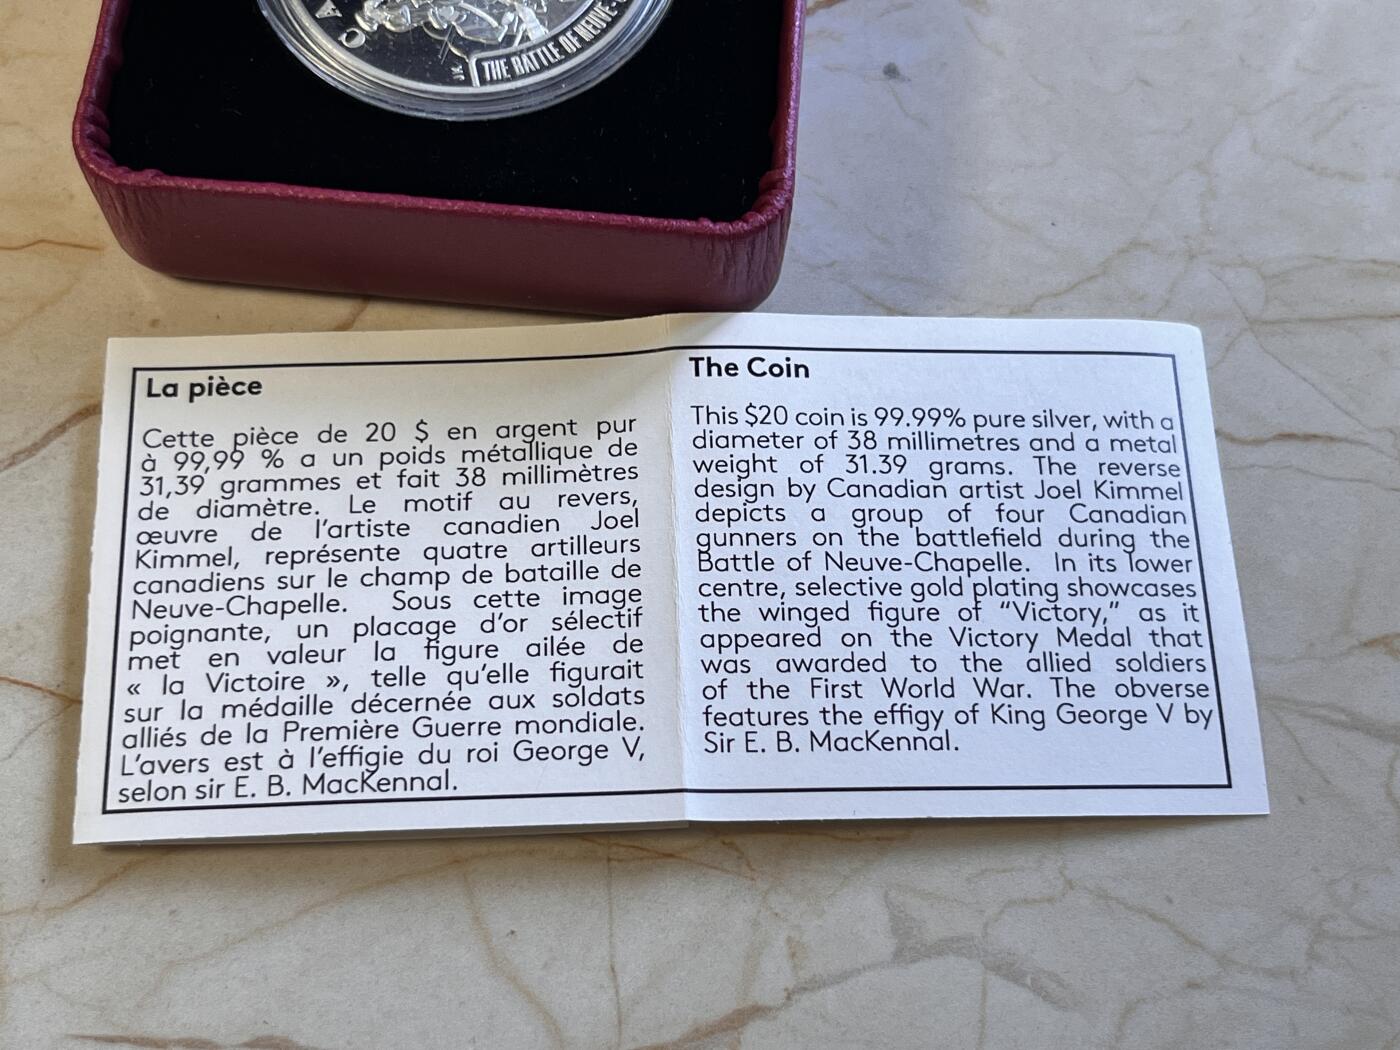 CA
JK
THE BATTLE OF NEUVE-
La pièce
Cette pièce de 20 $ en argent pur
à 99,99 % a un poids métallique de
31,39 grammes et fait 38 millimètres
de diamètre. Le motif au revers,
œuvre de l'artiste canadien Joel
Kimmel, représente quatre artilleurs
canadiens sur le champ de bataille de
Neuve-Chapelle. Sous cette image
poignante, un placage d'or sélectif
met en valeur la figure ailée de
« la Victoire », telle qu'elle figurait
sur la médaille décernée aux soldats
alliés de la Première Guerre mondiale.
L'avers est à l'effigie du roi George V,
selon sir E. B. MacKennal.
The Coin
This $20 coin is 99.99% pure silver, with a
diameter of 38 millimetres and a metal
weight of 31.39 grams. The reverse
design by Canadian artist Joel Kimmel
depicts a group of four Canadian
gunners on the battlefield during the
Battle of Neuve-Chapelle. In its lower
centre, selective gold plating showcases
the winged figure of "Victory," as it
appeared on the Victory Medal that
was awarded to the allied soldiers
of the First World War. The obverse
features the effigy of King George V by
Sir E. B. MacKennal.